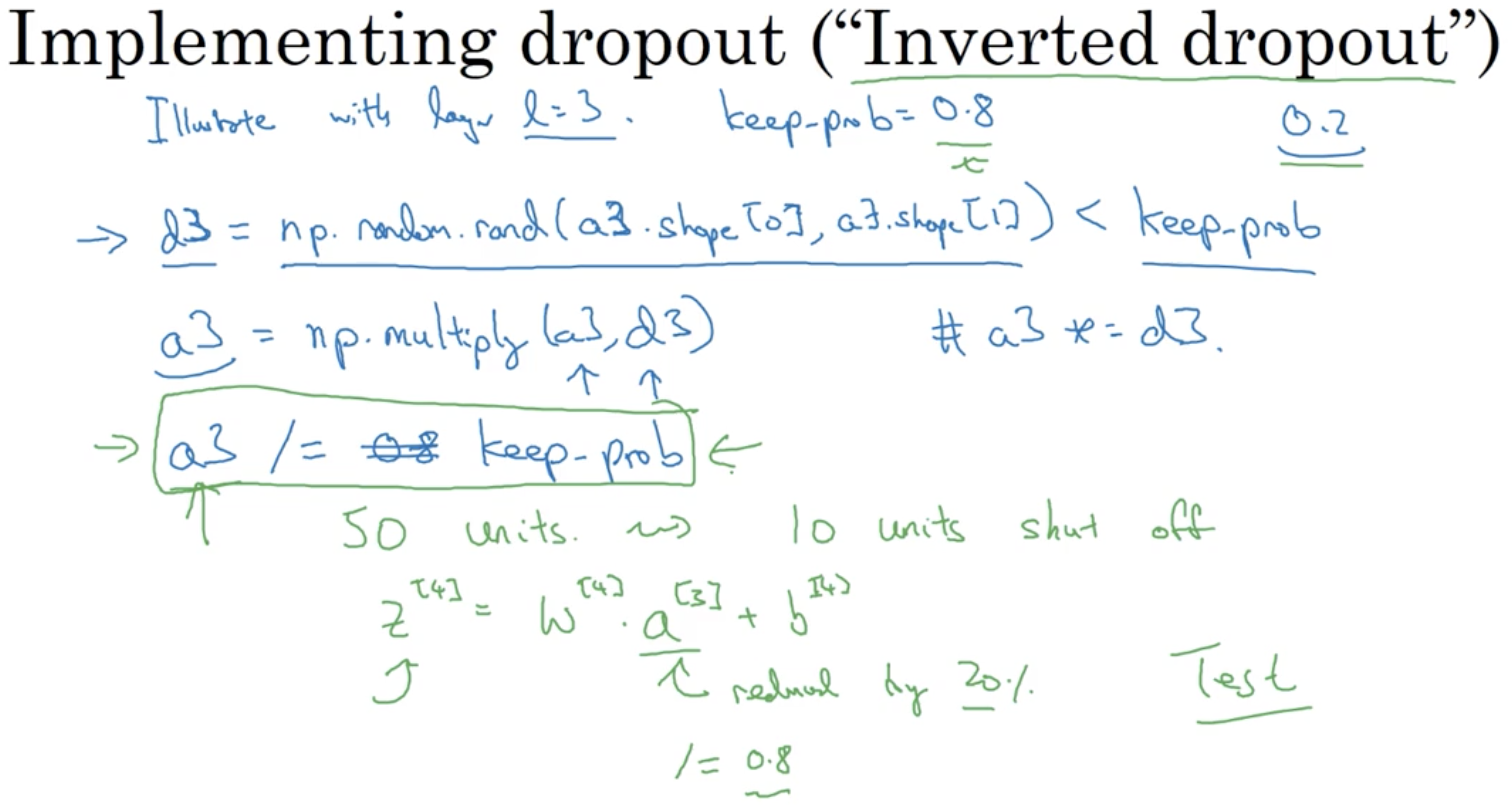 Implementing dropout (“Inverted dropout”)
Illustrate with layer l=3. keep-prob= 0.8 0.2
x
→ d3 = np.random.rand(a3.shape[0], a3.shape[1]) < keep-prob
a3 = np.multiply(a3, d3) # a3 *= d3.
↑ ↑
→ a3 /= 0.8 keep-prob ←
↑ 50 units. ⇝ 10 units shut off
z[4] = W[4] · a[3] + b[4]
reduced by 20% Test
/= 0.8